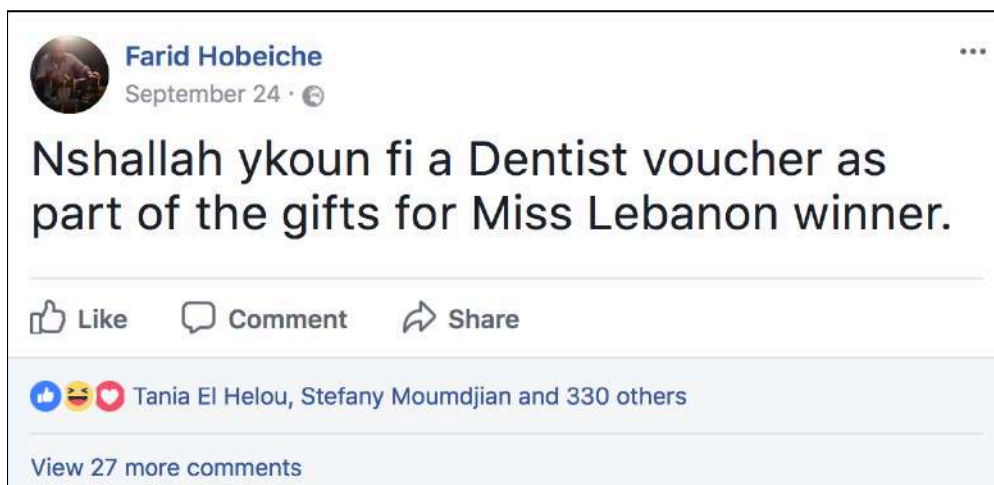 Farid Hobeiche
September 24 ·
Nshallah ykoun fi a Dentist voucher as
part of the gifts for Miss Lebanon winner.
Like Comment Share
Tania El Helou, Stefany Moumdjian and 330 others
View 27 more comments